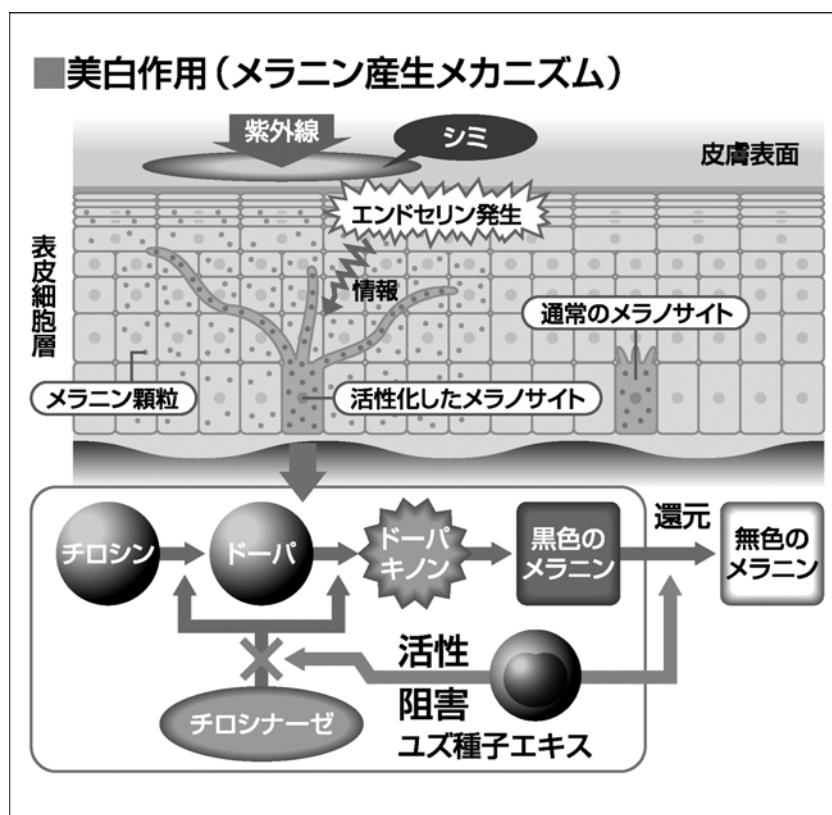 ■美白作用（メラニン産生メカニズム）
紫外線
シミ
皮膚表面
エンドセリン発生
表皮細胞層
情報
通常のメラノサイト
メラニン顆粒
活性化したメラノサイト
チロシン
ドーパ
ドーパ
キノン
黒色の
メラニン
還元
無色の
メラニン
活性
阻害
チロシナーゼ
ユズ種子エキス